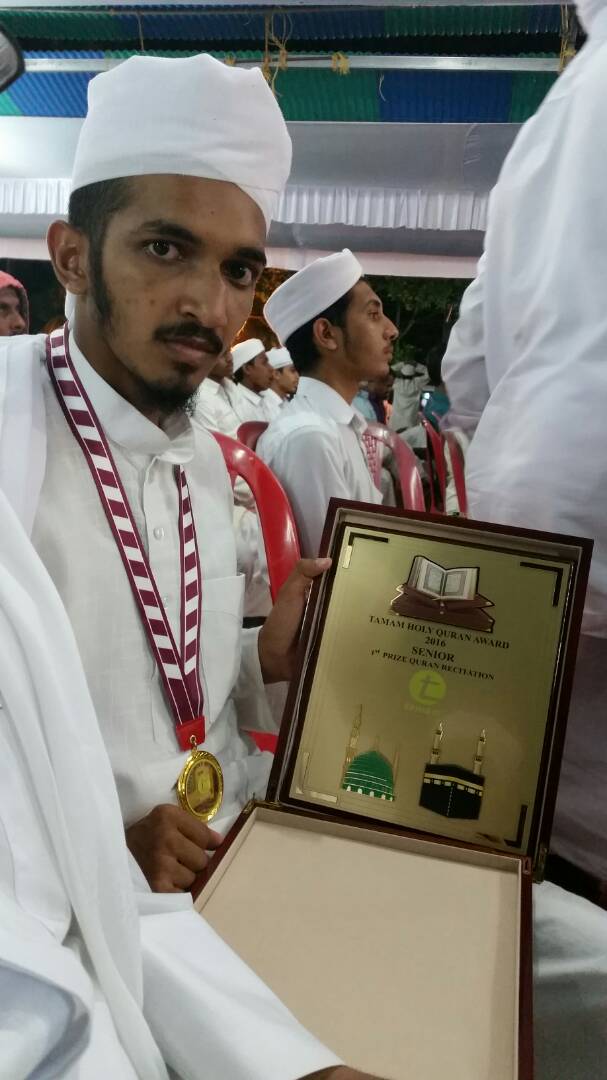 TAMAM HOLY QURAN AWARD
2016
SENIOR
1ST PRIZE QURAN RECITATION
t